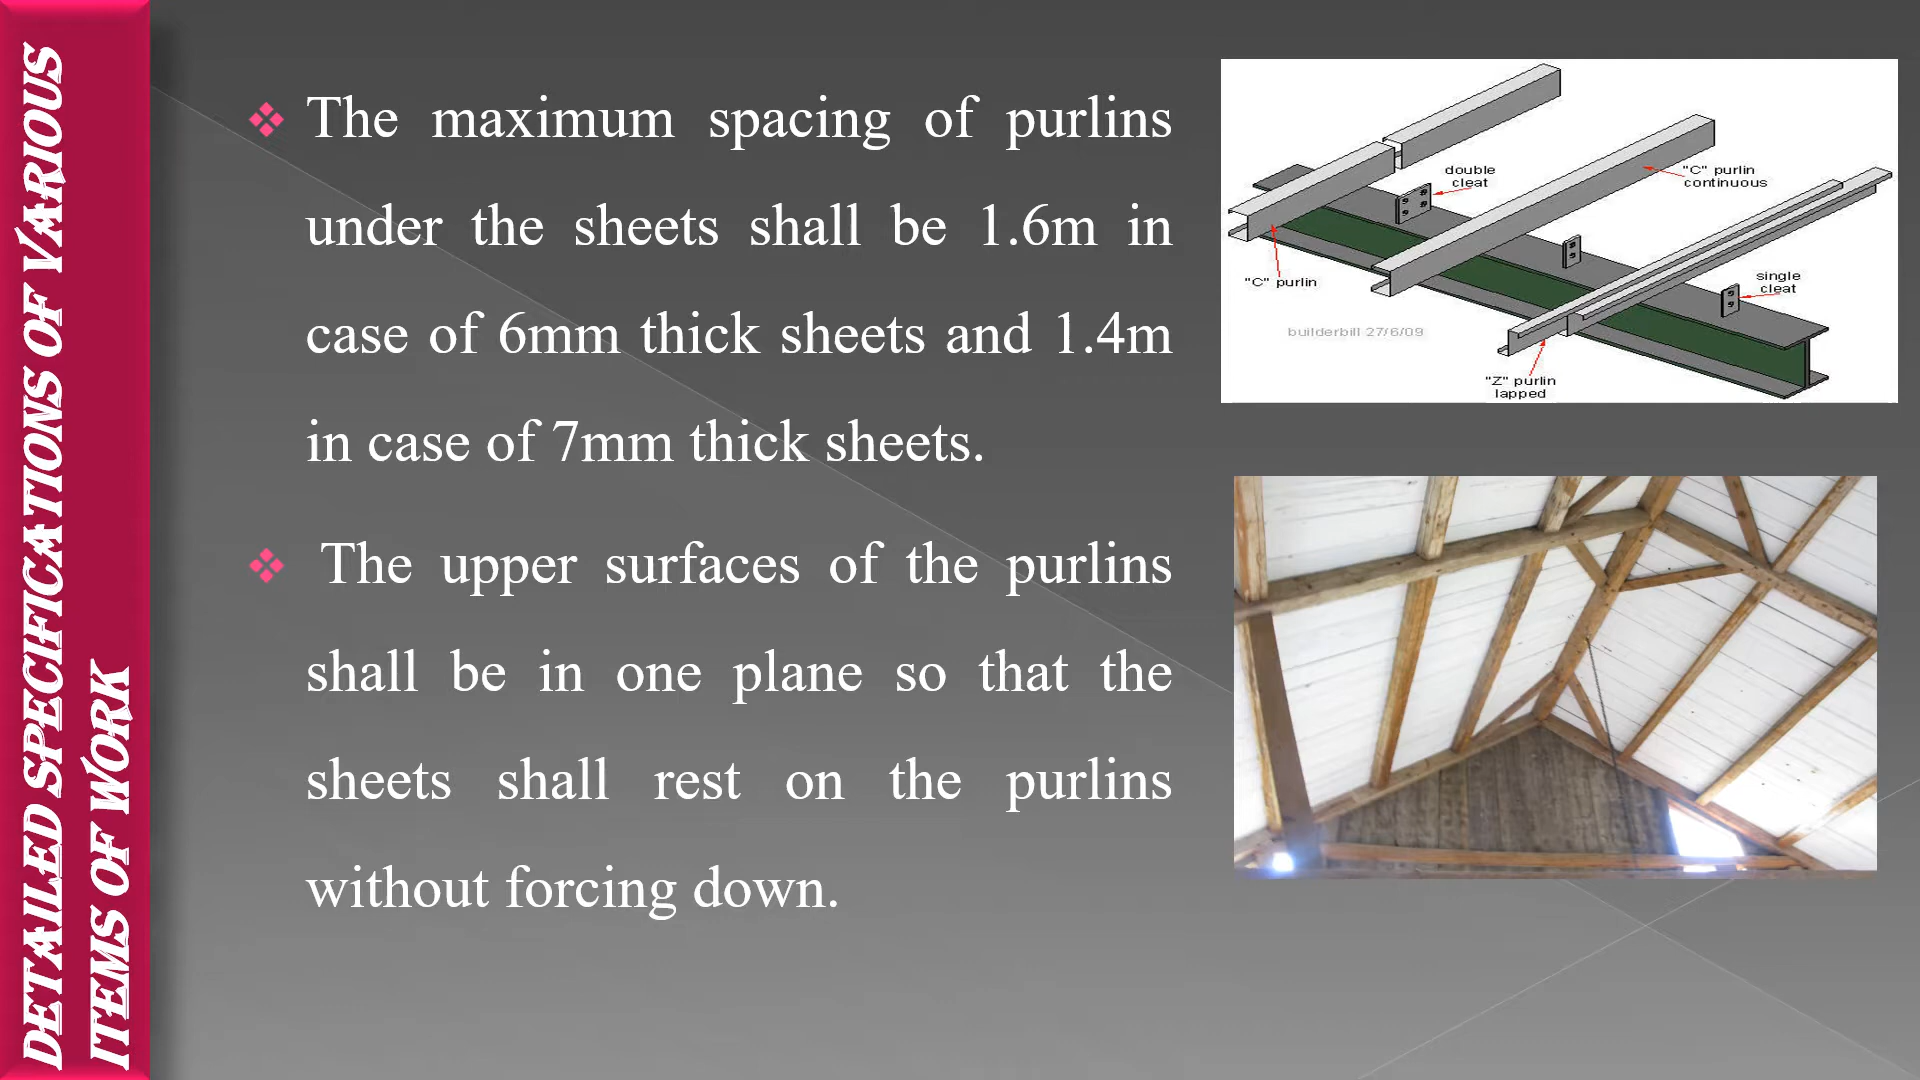 DETAILED SPECIFICATIONS OF VARIOUS
ITEMS OF WORK
The maximum spacing of purlins
under the sheets shall be 1.6m in
case of 6mm thick sheets and 1.4m
in case of 7mm thick sheets.
The upper surfaces of the purlins
shall be in one plane so that the
sheets shall rest on the purlins
without forcing down.
double
cleat
"C" purlin
continuous
"C" purlin
single
cleat
builderbill 27/6/09
"Z" purlin
lapped